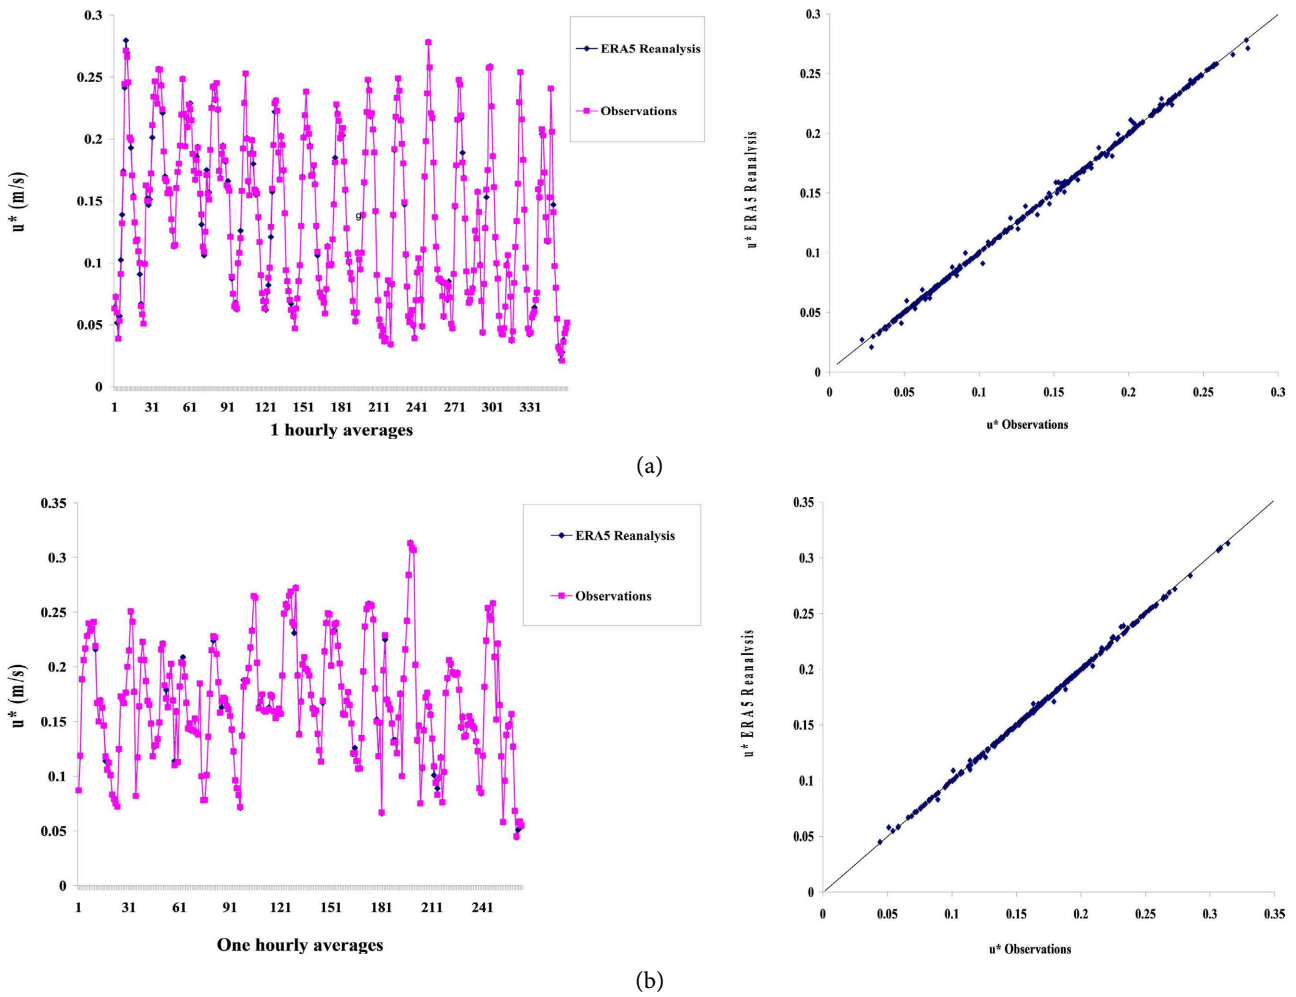 0.3
0.25
0.2
0.15
0.1
0.05
0
u* (m/s)
1 31 61 91 121 151 181 211 241 271 301 331
1 hourly averages
ERA5 Reanalysis
Observations
g
0.3
0.25
0.2
0.15
0.1
0.05
0
u* ERA5 Reanalysis
0.05 0.1 0.15 0.2 0.25 0.3
u* Observations
(a)
0.35
0.3
0.25
0.2
0.15
0.1
0.05
0
u* (m/s)
1 31 61 91 121 151 181 211 241
One hourly averages
ERA5 Reanalysis
Observations
0.35
0.3
0.25
0.2
0.15
0.1
0.05
0
u* ERA5 Reanalysis
0 0.05 0.1 0.15 0.2 0.25 0.3 0.35
u* Observations
(b)